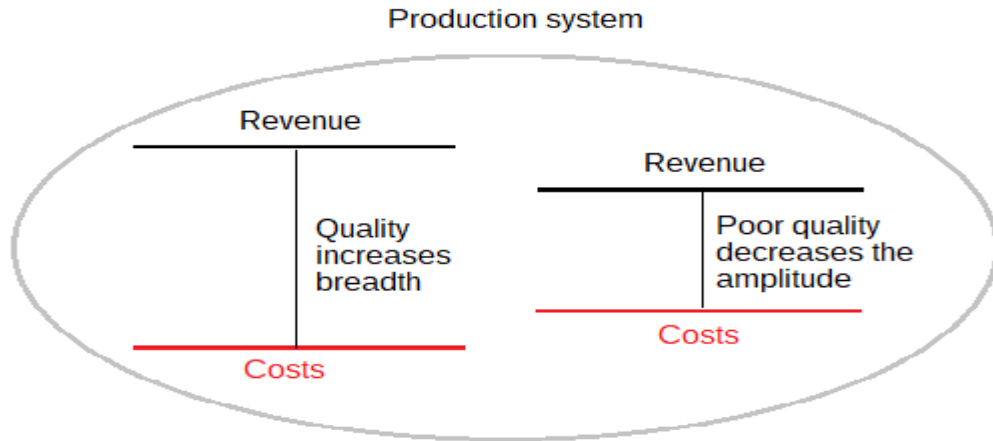 Production system
Revenue
Quality
increases
breadth
Costs
Revenue
Poor quality
decreases the
amplitude
Costs